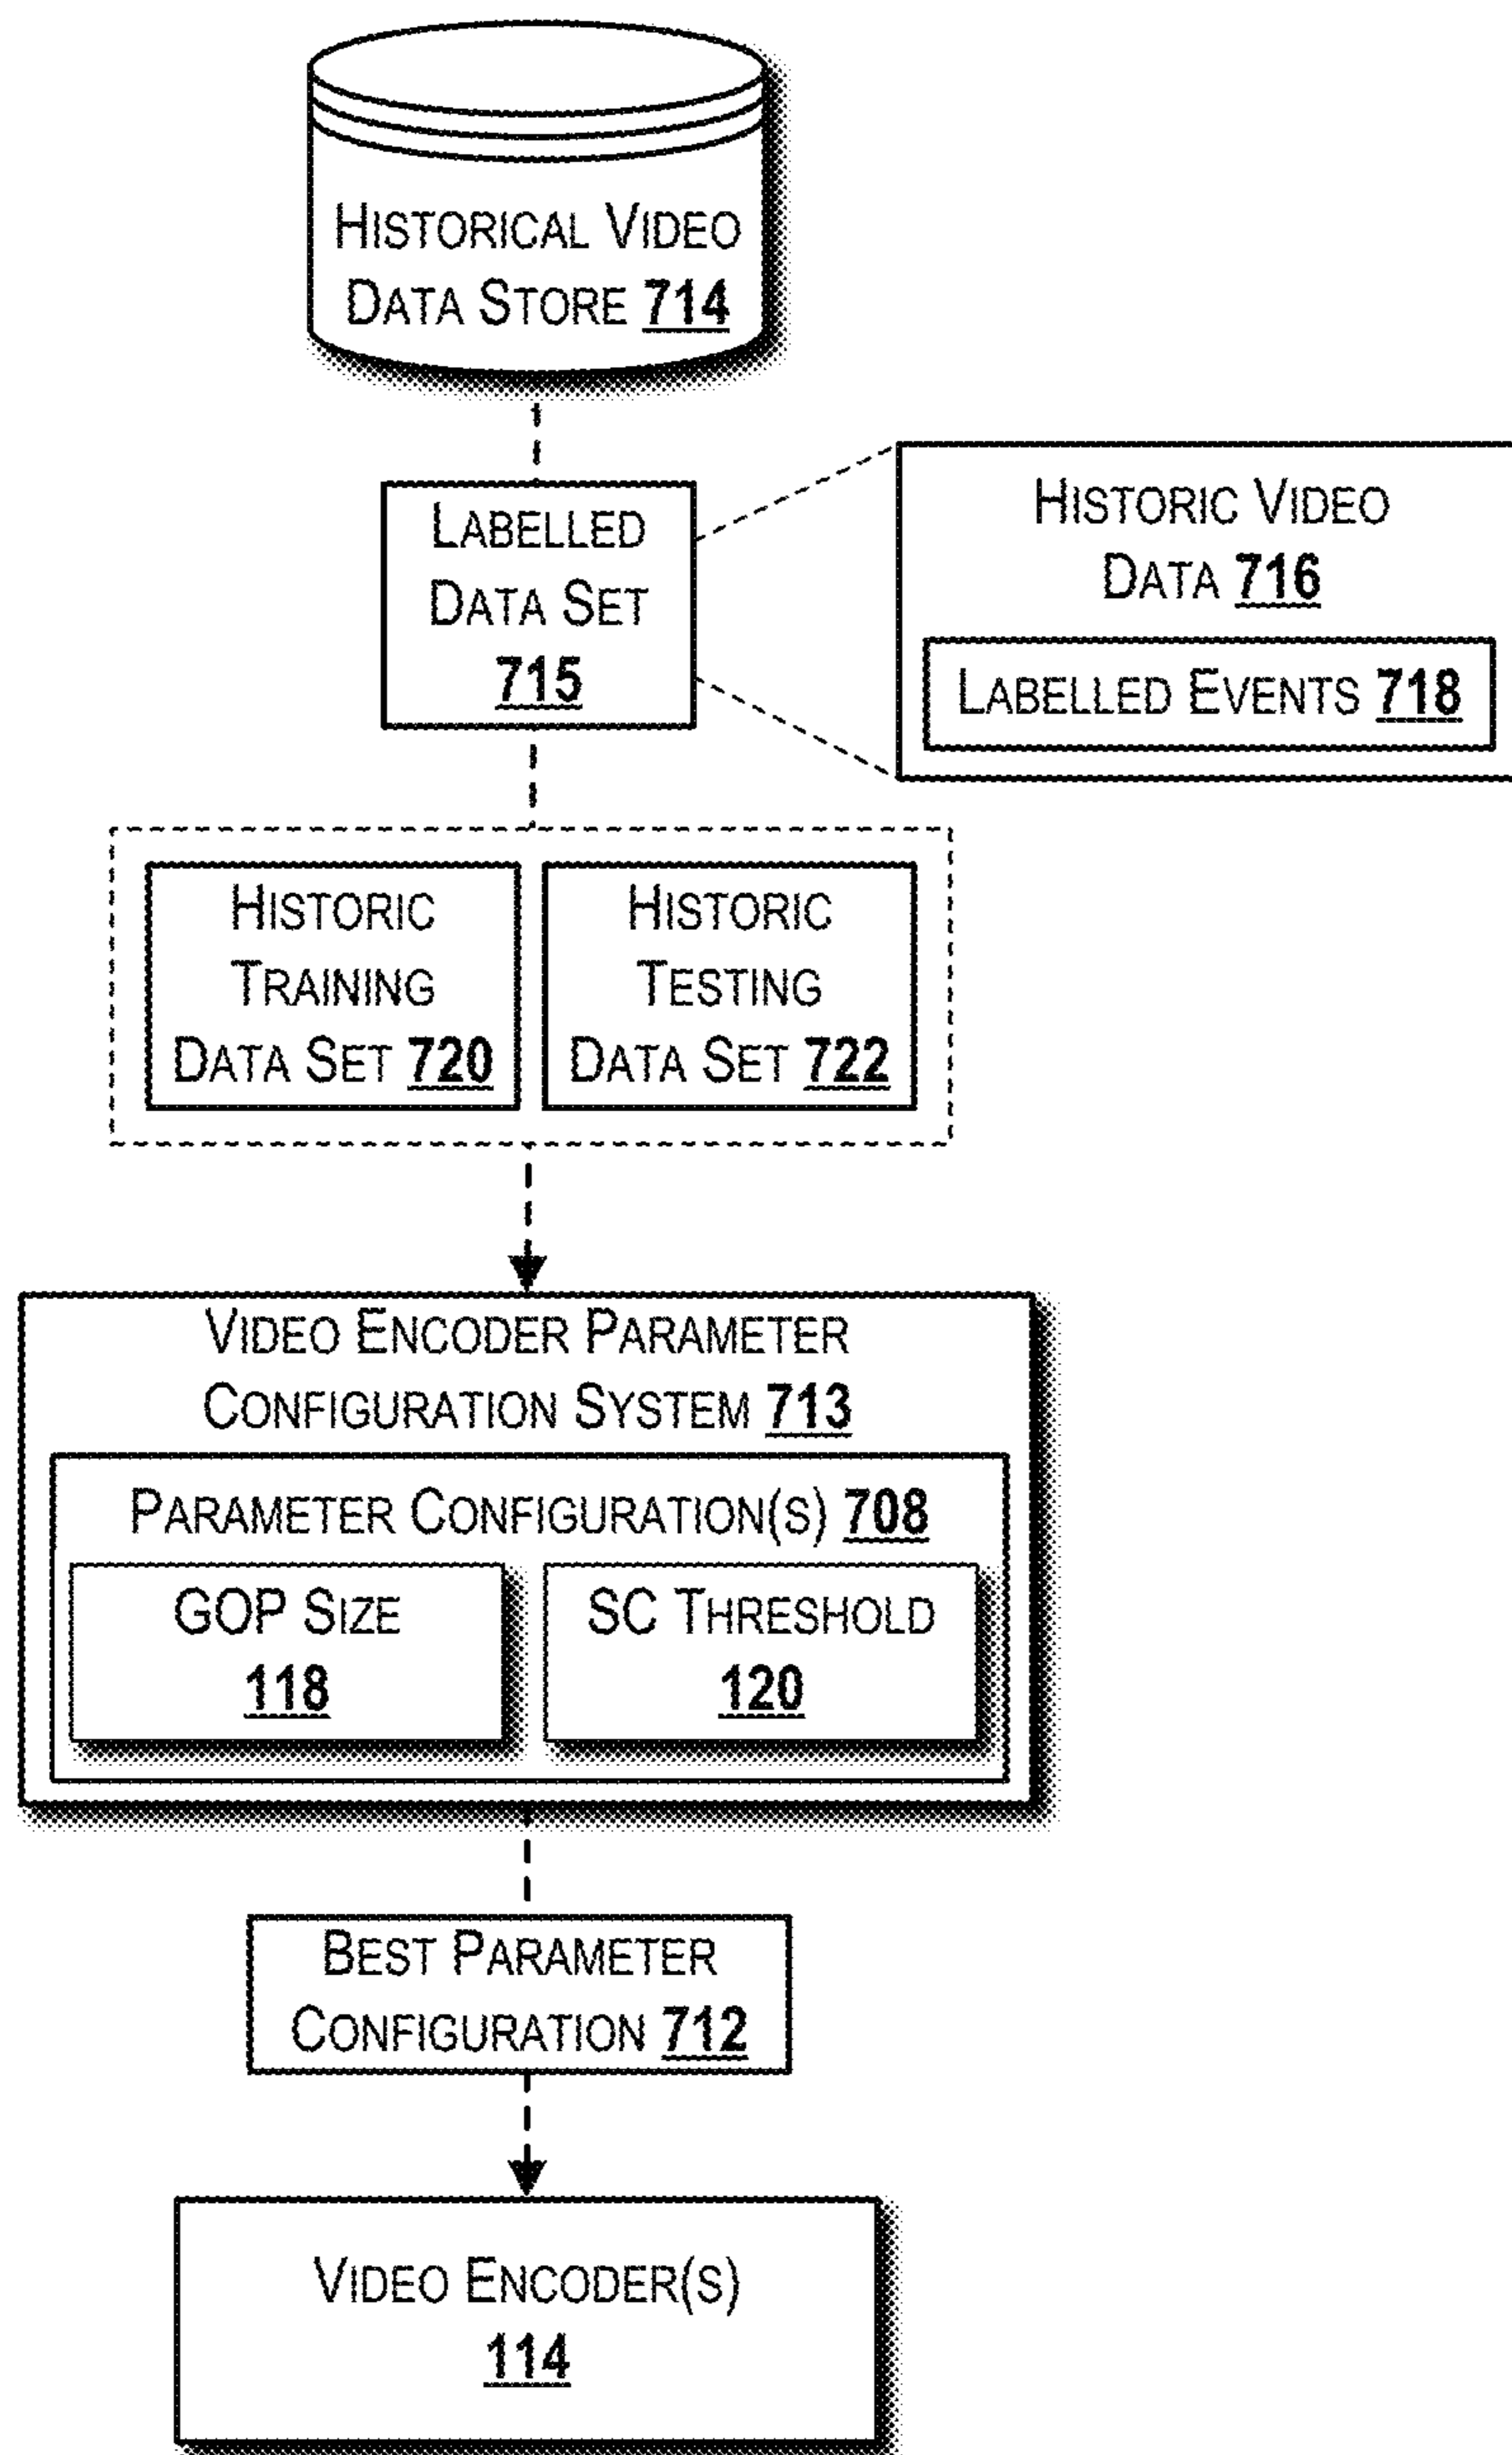 HISTORICAL VIDEO
DATA STORE 714
LABELLED
DATA SET
715
HISTORIC VIDEO
DATA 716
LABELLED EVENTS 718
HISTORIC
TRAINING
DATA SET 720
HISTORIC
TESTING
DATA SET 722
VIDEO ENCODER PARAMETER
CONFIGURATION SYSTEM 713
PARAMETER CONFIGURATION(S) 708
GOP SIZE
118
SC THRESHOLD
120
BEST PARAMETER
CONFIGURATION 712
VIDEO ENCODER(S)
114